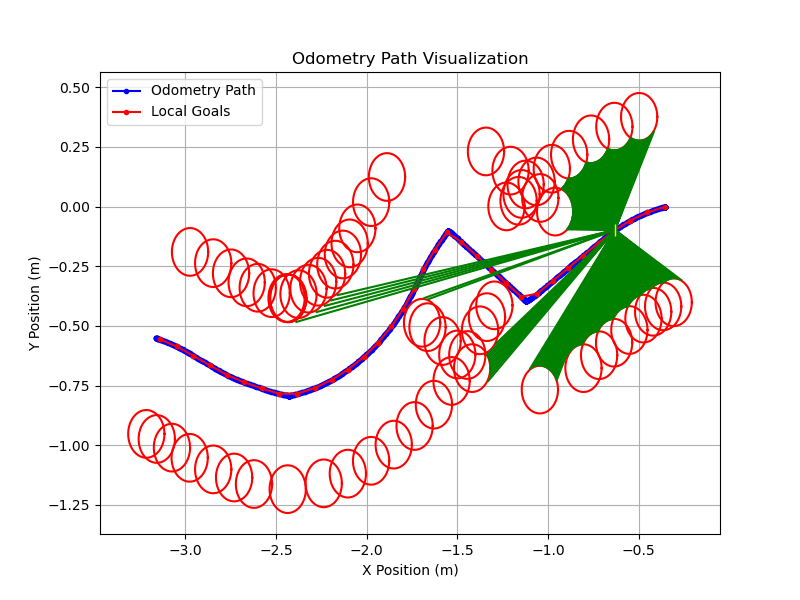 Odometry Path Visualization
Odometry Path
Local Goals
0.50
0.25
0.00
−0.25
−0.50
−0.75
−1.00
−1.25
Y Position (m)
−3.0 −2.5 −2.0 −1.5 −1.0 −0.5
X Position (m)